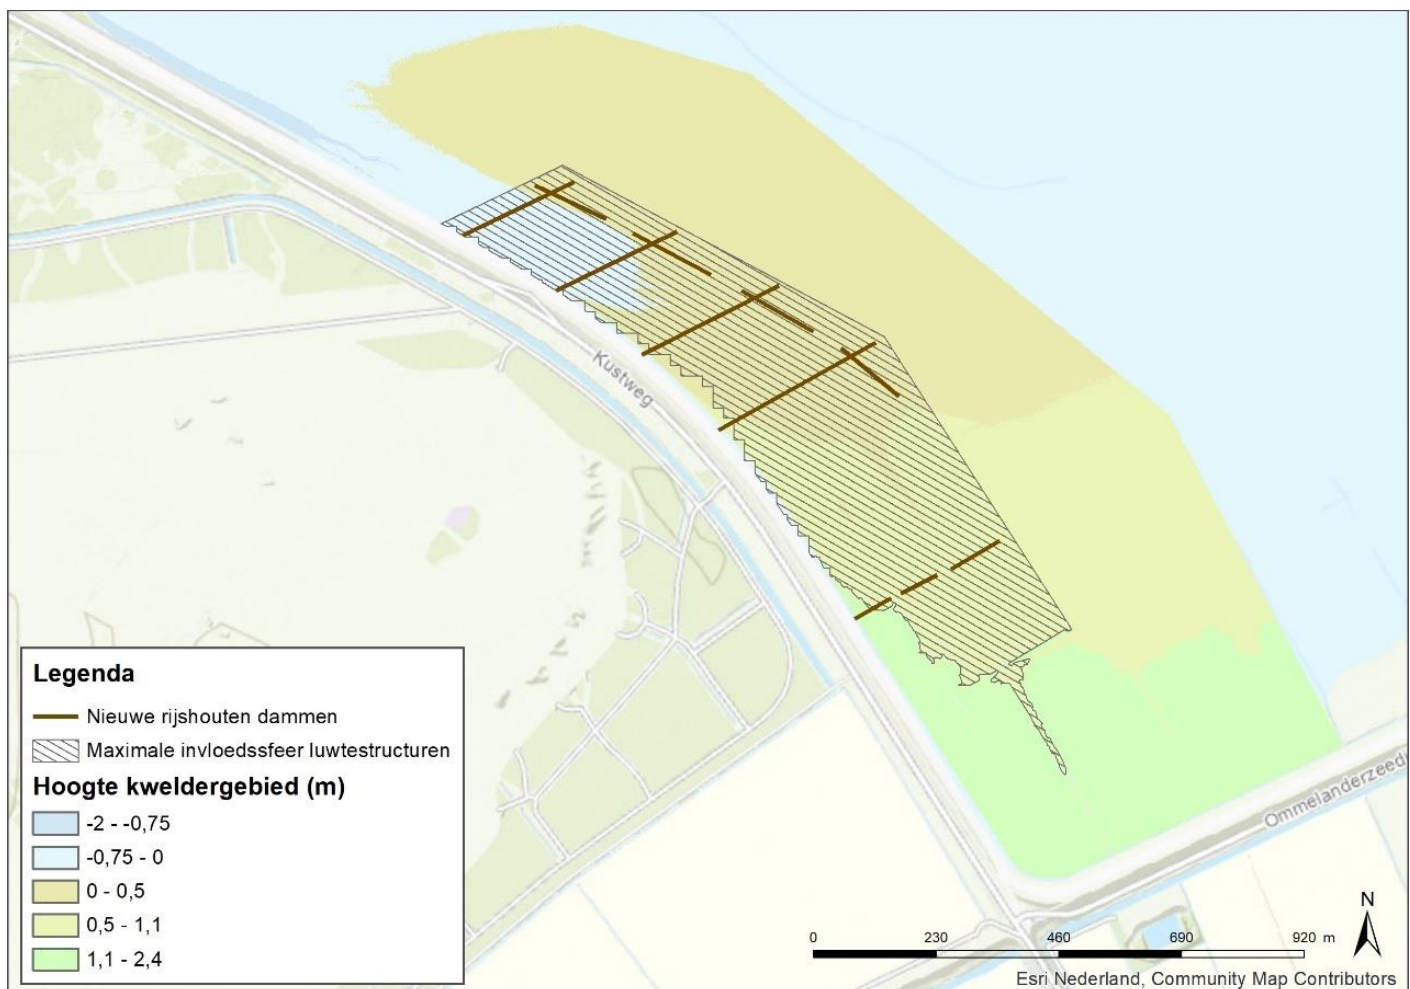 Kustweg
Legenda
Nieuwe rijshouten dammen
Maximale invloedssfeer luwtestructuren
Hoogte kweldergebied (m)
-2 - -0,75
-0,75 - 0
0 - 0,5
0,5 - 1,1
1,1 - 2,4
Ommelanderzeed
N
0 230 460 690 920 m
Esri Nederland, Community Map Contributors